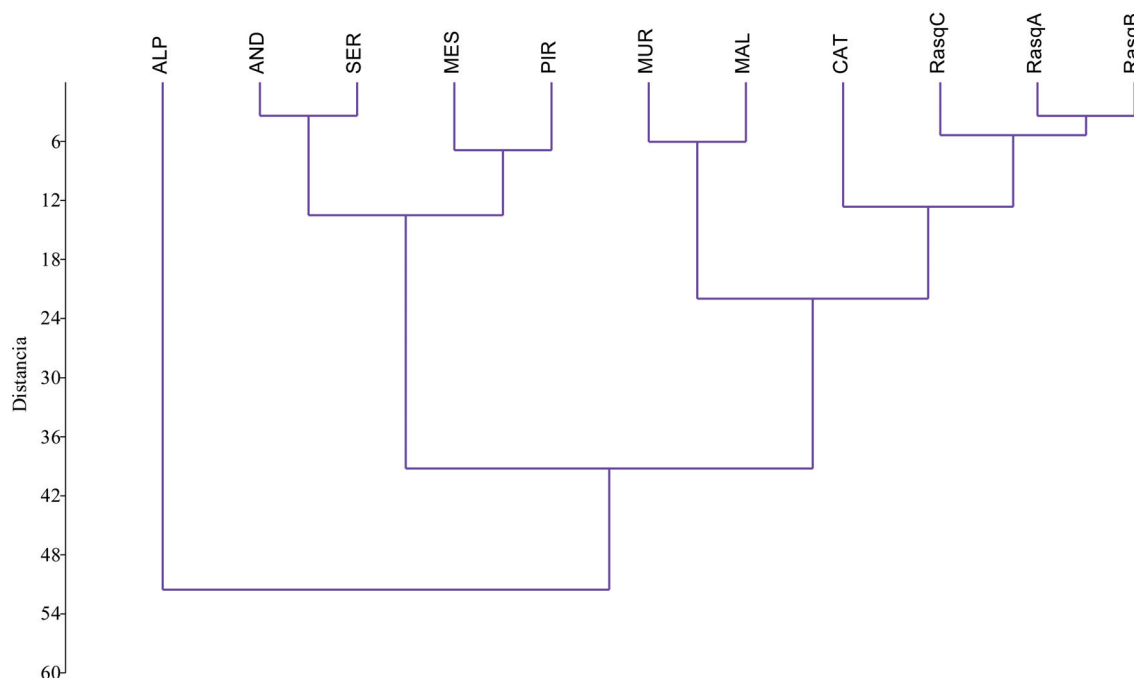 ALP
AND
SER
MES
PIR
MUR
MAL
CAT
RasqC
RasqA
RasqB
6
12
18
24
30
36
42
48
54
60
Distancia